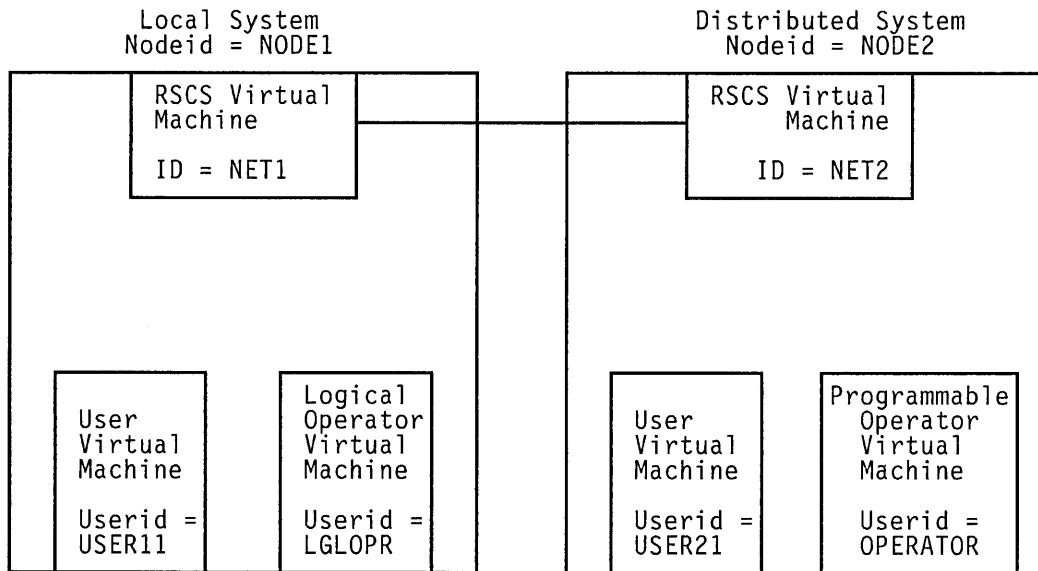 Local System
Nodeid = NODE1
Distributed System
Nodeid = NODE2
RSCS Virtual
Machine
ID = NET1
RSCS Virtual
Machine
ID = NET2
User
Virtual
Machine
Userid =
USER11
Logical
Operator
Virtual
Machine
Userid =
LGLOPR
User
Virtual
Machine
Userid =
USER21
Programmable
Operator
Virtual
Machine
Userid =
OPERATOR